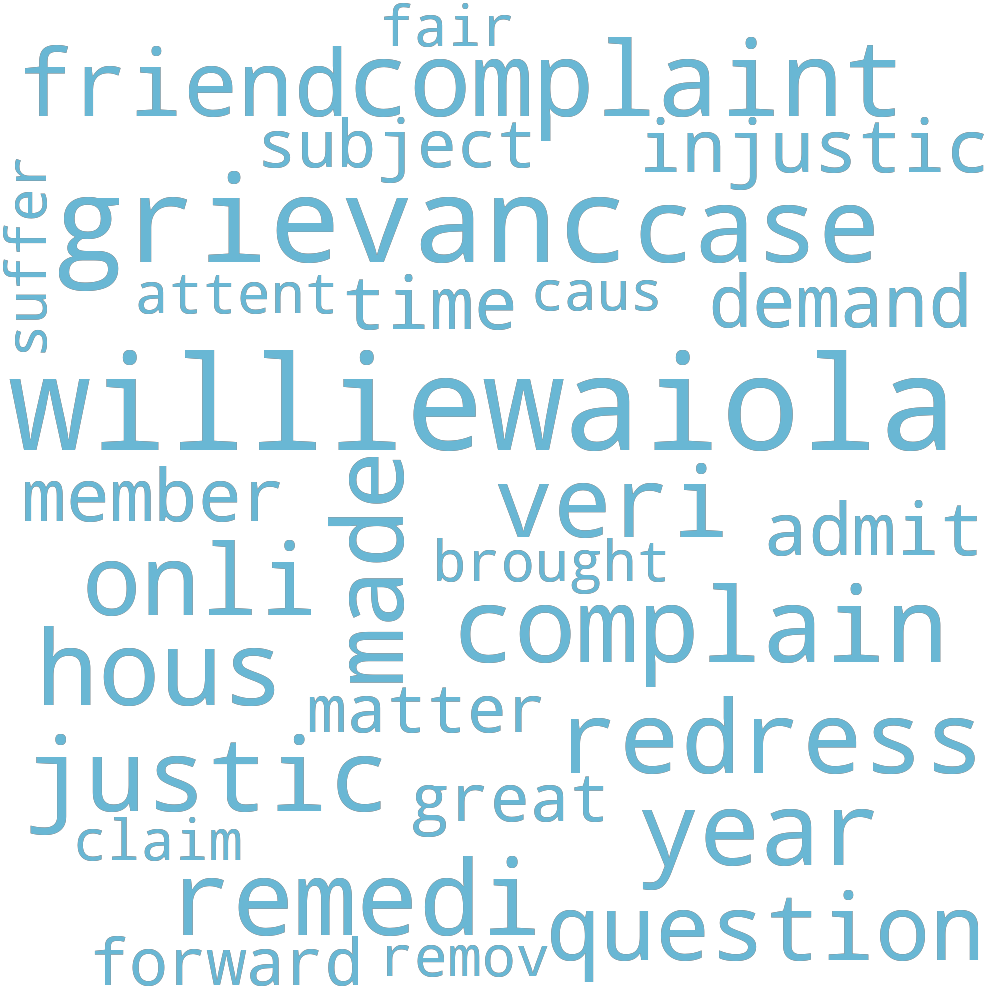 fair
friend complaint
subject injustic
suffer
grievanc case
attent time caus demand
williewaiola
member made veri admit
onli brought
hous complain
matter redress
justic great year
claim
remedi question
forward remov